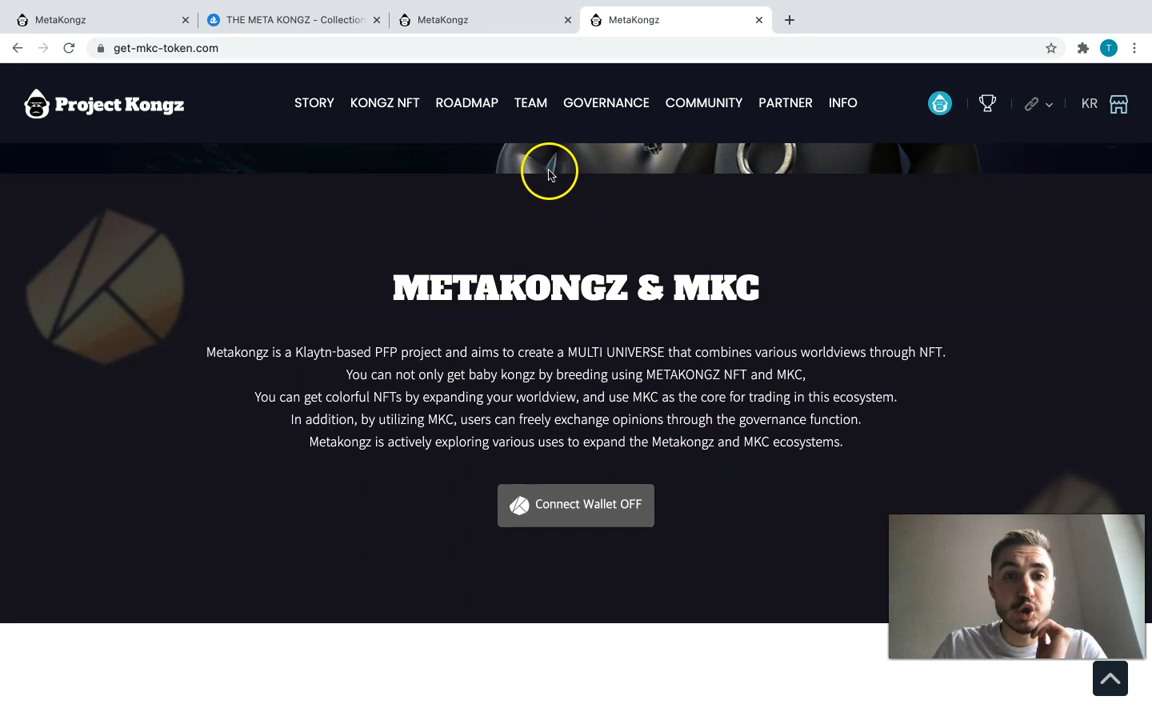 MetaKongz
THE META KONGZ - Collection
MetaKongz
MetaKongz
get-mkc-token.com
T
Project Kongz
STORY KONGZ NFT ROADMAP TEAM GOVERNANCE COMMUNITY PARTNER INFO
KR
METAKONGZ & MKC
Metakongz is a Klaytn-based PFP project and aims to create a MULTI UNIVERSE that combines various worldviews through NFT.
You can not only get baby kongz by breeding using METAKONGZ NFT and MKC,
You can get colorful NFTs by expanding your worldview, and use MKC as the core for trading in this ecosystem.
In addition, by utilizing MKC, users can freely exchange opinions through the governance function.
Metakongz is actively exploring various uses to expand the Metakongz and MKC ecosystems.
Connect Wallet OFF